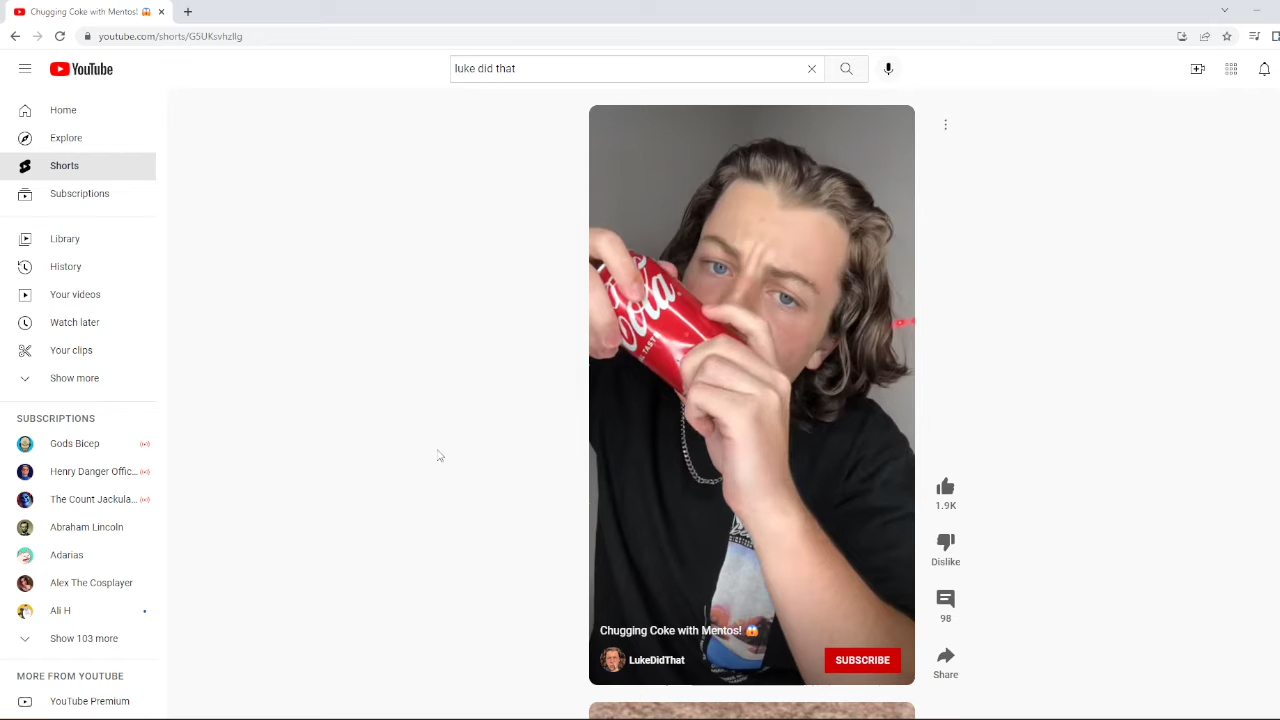 Chugging Coke with Mentos! 😱
youtube.com/shorts/G5UKsvhzllg
YouTube
luke did that
Home
Explore
Shorts
Subscriptions
Library
History
Your videos
Watch later
Your clips
Show more
SUBSCRIPTIONS
Gods Bicep
Henry Danger Offic...
The Count Jackula...
Abraham Lincoln
Adarias
Alex The Cosplayer
Ali H
Show 103 more
MORE FROM YOUTUBE
YouTube Premium
Cola
TASTE
Chugging Coke with Mentos! 😱
LukeDidThat
SUBSCRIBE
1.9K
Dislike
98
Share